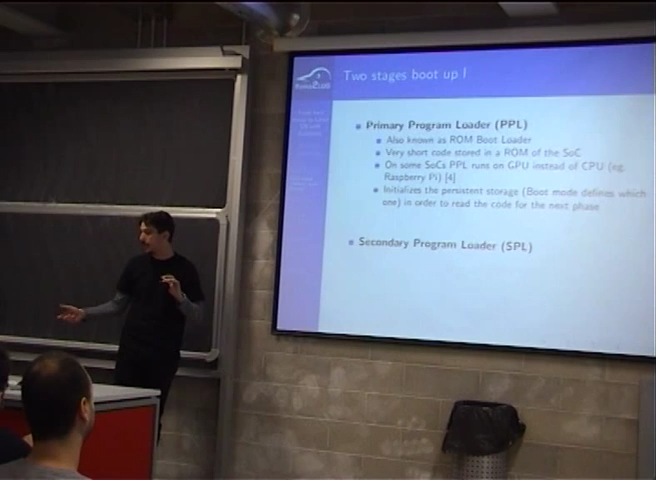 Two stages boot up I
Primary Program Loader (PPL)
Also known as ROM Boot Loader
Very short code stored in a ROM of the SoC
On some SoCs PPL runs on GPU instead of CPU (eg.
Raspberry Pi) [4]
Initializes the persistent storage (Boot mode defines which
one) in order to read the code for the next phase
Secondary Program Loader (SPL)